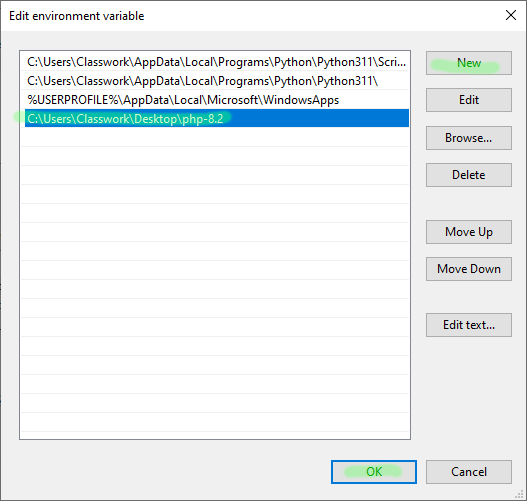 Edit environment variable
C:\Users\Classwork\AppData\Local\Programs\Python\Python311\Scri...
C:\Users\Classwork\AppData\Local\Programs\Python\Python311\
%USERPROFILE%\AppData\Local\Microsoft\WindowsApps
C:\Users\Classwork\Desktop\php-8.2
New
Edit
Browse...
Delete
Move Up
Move Down
Edit text...
OK
Cancel